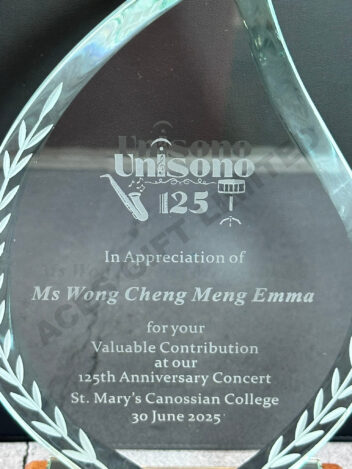 Unisono
125
In Appreciation of
Ms Wong Cheng Meng Emma
for your
Valuable Contribution
at our
125th Anniversary Concert
St. Mary's Canossian College
30 June 2025